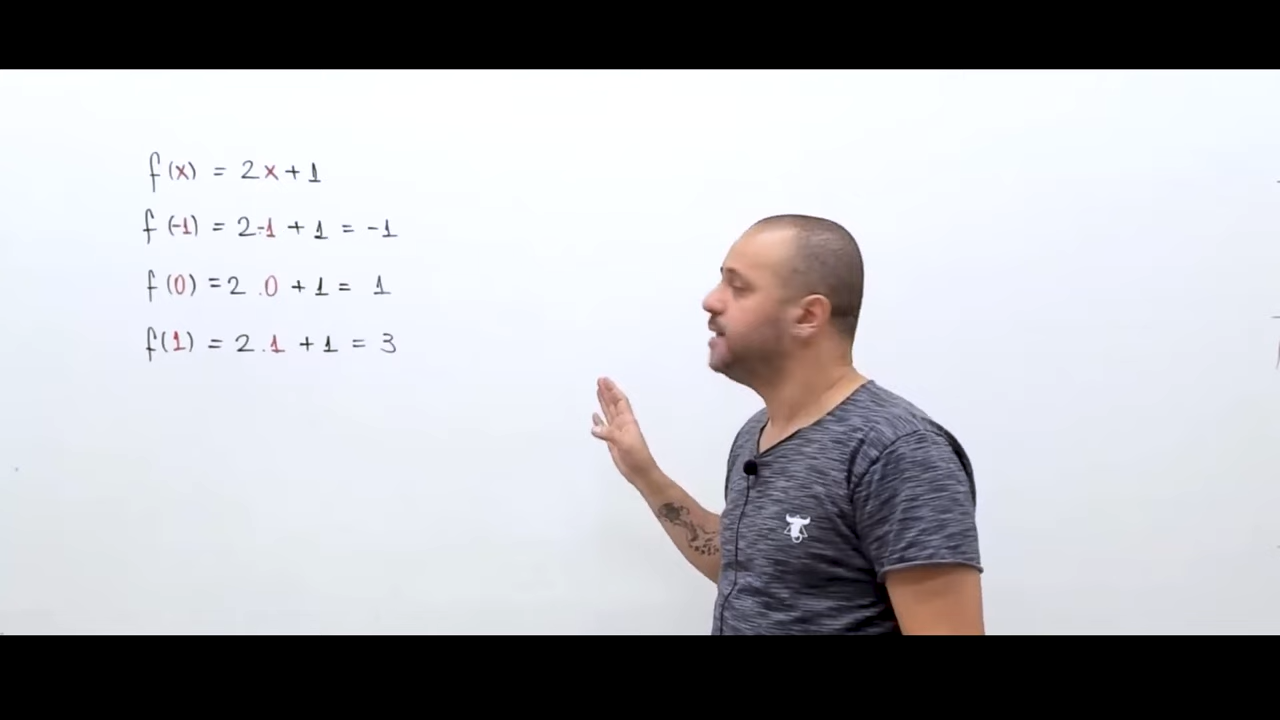 f(x) = 2x+1
f(-1) = 2·-1 + 1 = -1
f(0) = 2 .0 + 1 = 1
f(1) = 2 .1 + 1 = 3